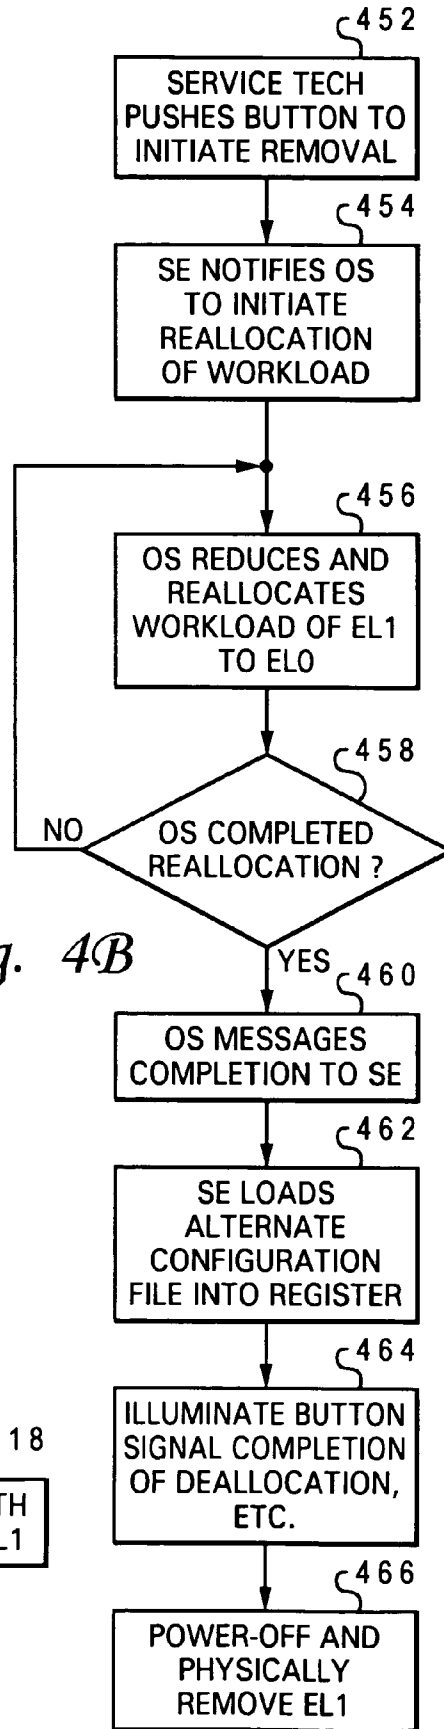 452
SERVICE TECH
PUSHES BUTTON TO
INITIATE REMOVAL
454
SE NOTIFIES OS
TO INITIATE
REALLOCATION
OF WORKLOAD
456
OS REDUCES AND
REALLOCATES
WORKLOAD OF EL1
TO EL0
458
NO
OS COMPLETED
REALLOCATION ?
g. 4B
YES
460
OS MESSAGES
COMPLETION TO SE
462
SE LOADS
ALTERNATE
CONFIGURATION
FILE INTO REGISTER
464
ILLUMINATE BUTTON
SIGNAL COMPLETION
OF DEALLOCATION,
ETC.
18
TH
L1
466
POWER-OFF AND
PHYSICALLY
REMOVE EL1